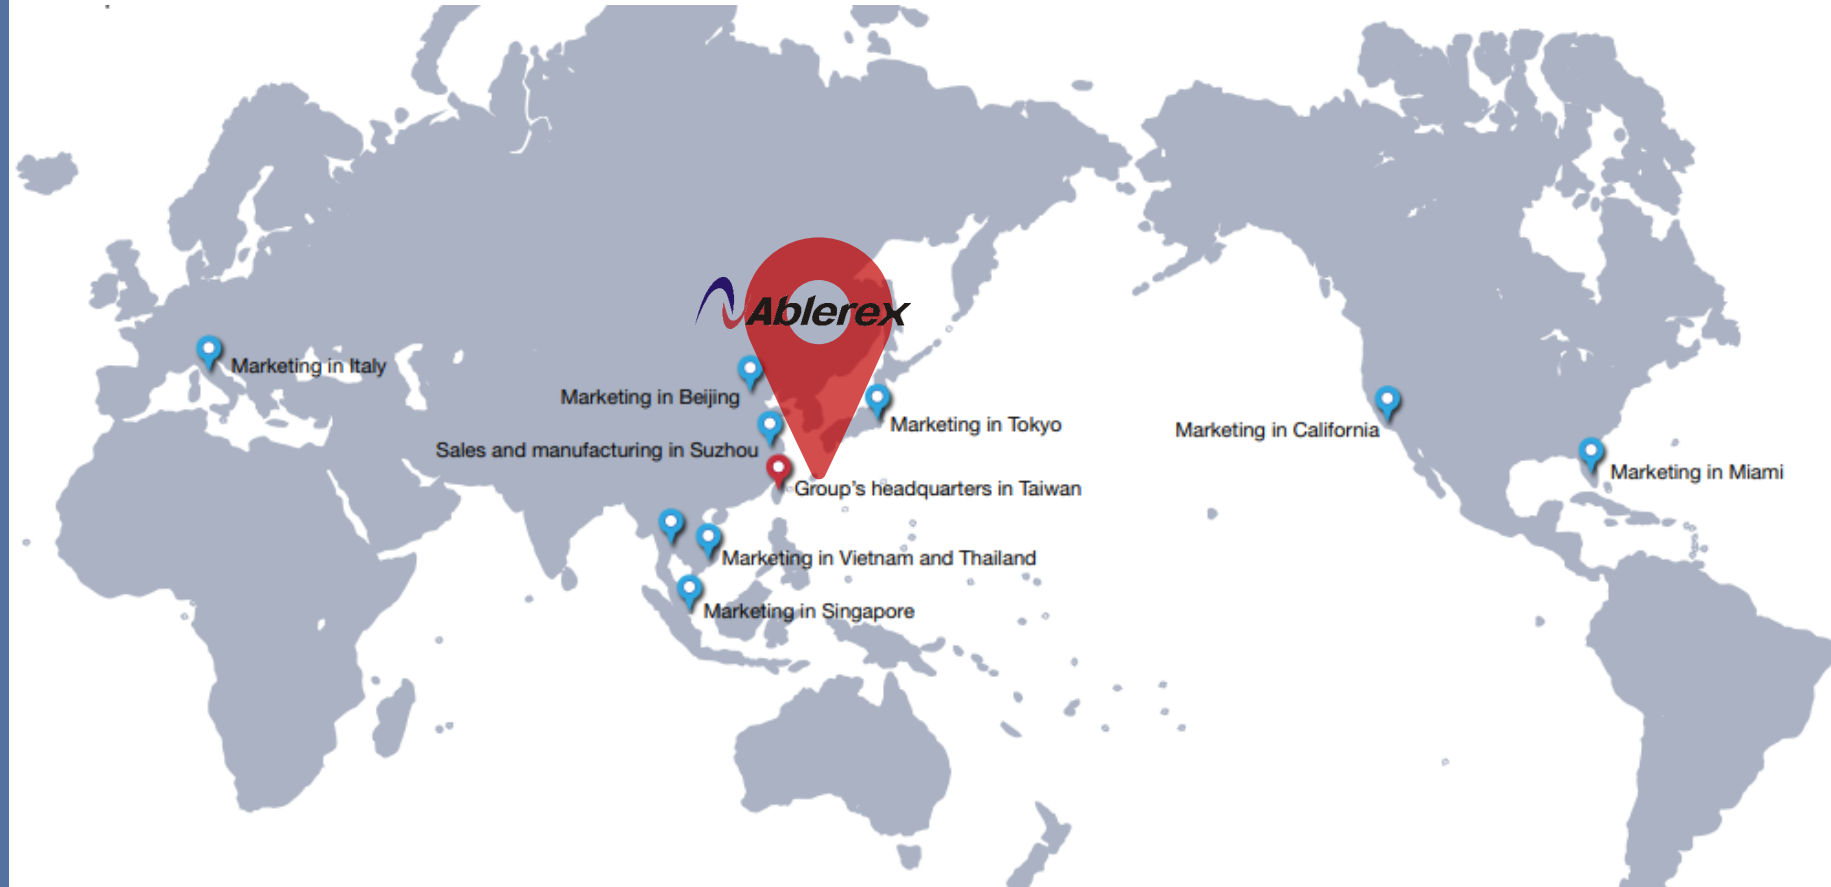 Ablerex
Marketing in Italy
Marketing in Beijing
Marketing in Tokyo
Marketing in California
Sales and manufacturing in Suzhou
Marketing in Miami
Group's headquarters in Taiwan
Marketing in Vietnam and Thailand
Marketing in Singapore